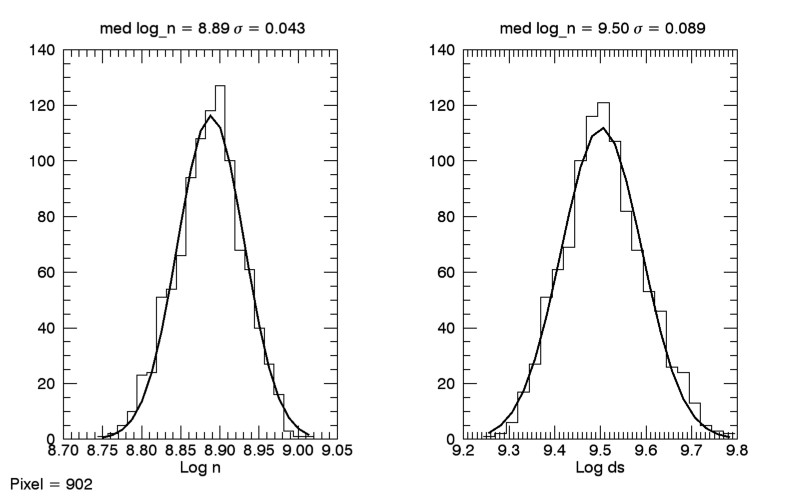 med log_n = 8.89 σ = 0.043
med log_n = 9.50 σ = 0.089
140
120
100
80
60
40
20
0
8.70 8.75 8.80 8.85 8.90 8.95 9.00 9.05
Log n
140
120
100
80
60
40
20
0
9.2 9.3 9.4 9.5 9.6 9.7 9.8
Log ds
Pixel = 902